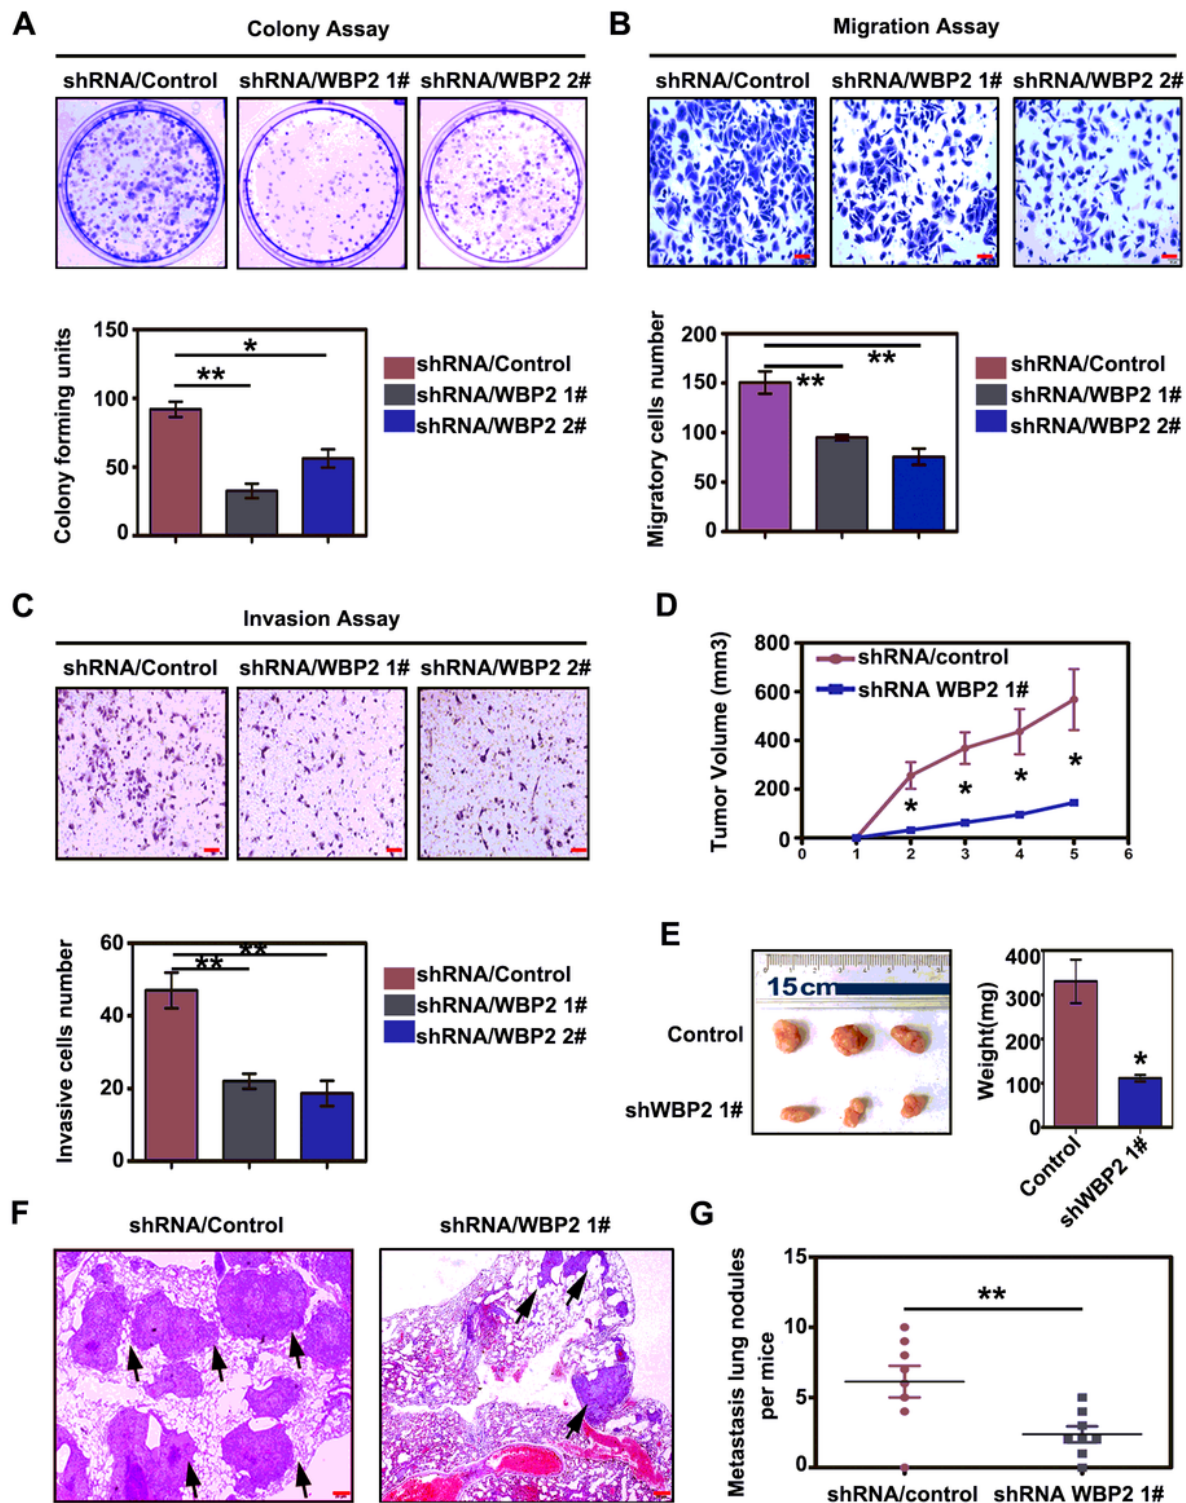 A
Colony Assay
shRNA/Control
shRNA/WBP2 1#
shRNA/WBP2 2#
150
100
50
0
Colony forming units
*
**
shRNA/Control
shRNA/WBP2 1#
shRNA/WBP2 2#
B
Migration Assay
shRNA/Control
shRNA/WBP2 1#
shRNA/WBP2 2#
200
150
100
50
0
Migratory cells number
**
**
shRNA/Control
shRNA/WBP2 1#
shRNA/WBP2 2#
C
Invasion Assay
shRNA/Control
shRNA/WBP2 1#
shRNA/WBP2 2#
60
40
20
0
Invasive cells number
**
**
shRNA/Control
shRNA/WBP2 1#
shRNA/WBP2 2#
D
Tumor Volume (mm3)
800
600
400
200
0
shRNA/control
shRNA WBP2 1#
*
*
*
*
0 1 2 3 4 5 6
E
15cm
Control
shWBP2 1#
Weight(mg)
400
300
200
100
0
*
Control
shWBP2 1#
F
shRNA/Control
shRNA/WBP2 1#
G
Metastasis lung nodules
per mice
15
10
5
0
**
shRNA/control
shRNA WBP2 1#